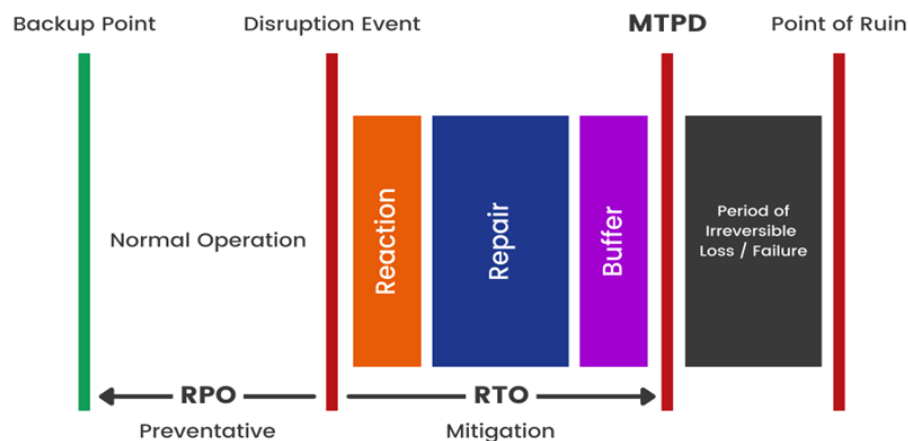 Backup Point
Disruption Event
MTPD
Point of Ruin
Normal Operation
Reaction
Repair
Buffer
Period of
Irreversible
Loss / Failure
RPO
RTO
Preventative
Mitigation